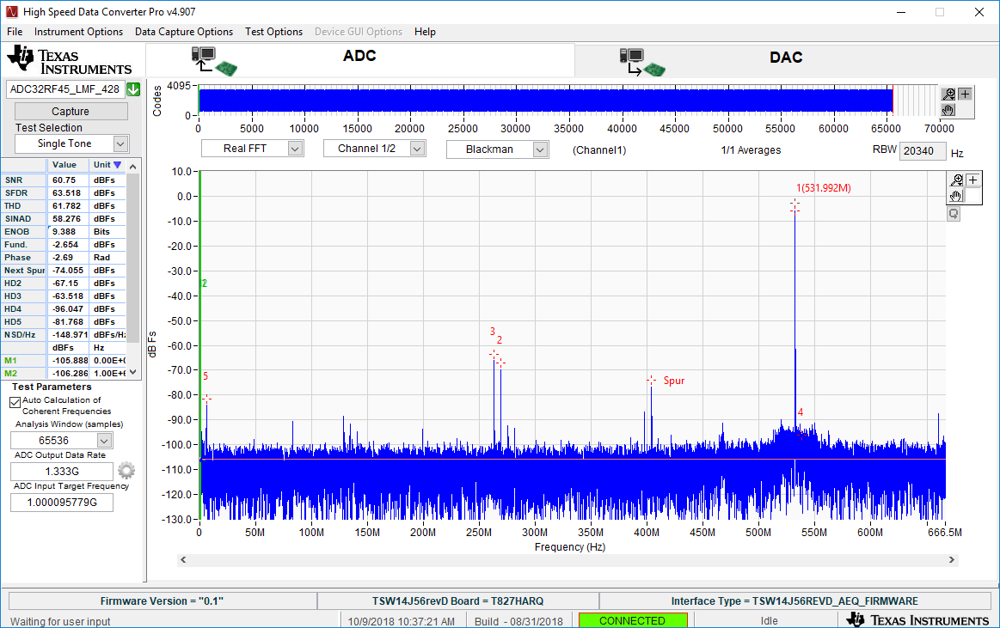 High Speed Data Converter Pro v4.907
File Instrument Options Data Capture Options Test Options Device GUI Options Help
TEXAS INSTRUMENTS
ADC
DAC
ADC32RF45_LMF_428
Capture
Test Selection
Single Tone
Value Unit
SNR 60.75 dBFs
SFDR 63.518 dBFs
THD 61.782 dBFs
SINAD 58.276 dBFs
ENOB 9.388 Bits
Fund. -2.654 dBFs
Phase -2.69 Rad
Next Spur -74.055 dBFs
HD2 -67.15 dBFs
HD3 -63.518 dBFs
HD4 -96.047 dBFs
HD5 -81.768 dBFs
NSD/Hz -148.971 dBFs/Hz
dBFs Hz
M1 -105.888 0.00E+0
M2 -106.286 1.00E+6
Test Parameters
Auto Calculation of
Coherent Frequencies
Analysis Window (samples)
65536
ADC Output Data Rate
1.333G
ADC Input Target Frequency
1.000095779G
Codes
4095
0
0 5000 10000 15000 20000 25000 30000 35000 40000 45000 50000 55000 60000 65000 70000
Real FFT Channel 1/2 Blackman (Channel1) 1/1 Averages RBW 20340 Hz
dBFs
10.0
0.0
-10.0
-20.0
-30.0
-40.0
-50.0
-60.0
-70.0
-80.0
-90.0
-100.0
-110.0
-120.0
-130.0
1(531.992M)
2
3
2
5
Spur
4
0 50M 100M 150M 200M 250M 300M 350M 400M 450M 500M 550M 600M 666.5M
Frequency (Hz)
Firmware Version = "0.1" TSW14J56revD Board = T827HARQ Interface Type = TSW14J56REVD_AEQ_FIRMWARE
Waiting for user input 10/9/2018 10:37:21 AM Build - 08/31/2018 CONNECTED Idle TEXAS INSTRUMENTS